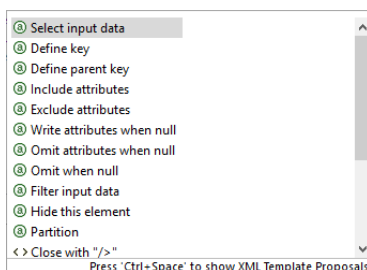 @ Select input data
@ Define key
@ Define parent key
@ Include attributes
@ Exclude attributes
@ Write attributes when null
@ Omit attributes when null
@ Omit when null
@ Filter input data
@ Hide this element
@ Partition
<> Close with "/>"
Press 'Ctrl+Space' to show XML Template Proposals